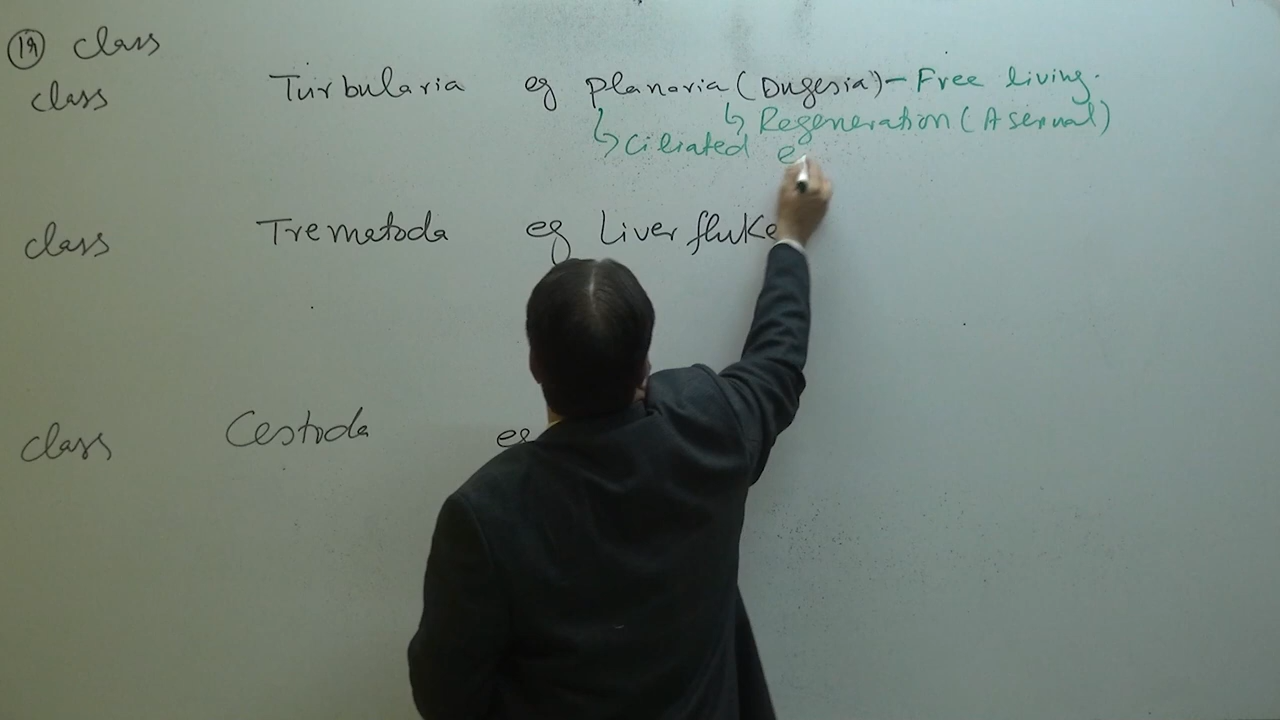 19 class
class Turbularia eg planaria (Dugesia) - Free living.
↳ Regeneration (Asexual)
↳ Ciliated e
class Trematoda eg Liver fluke
class Cestoda eg